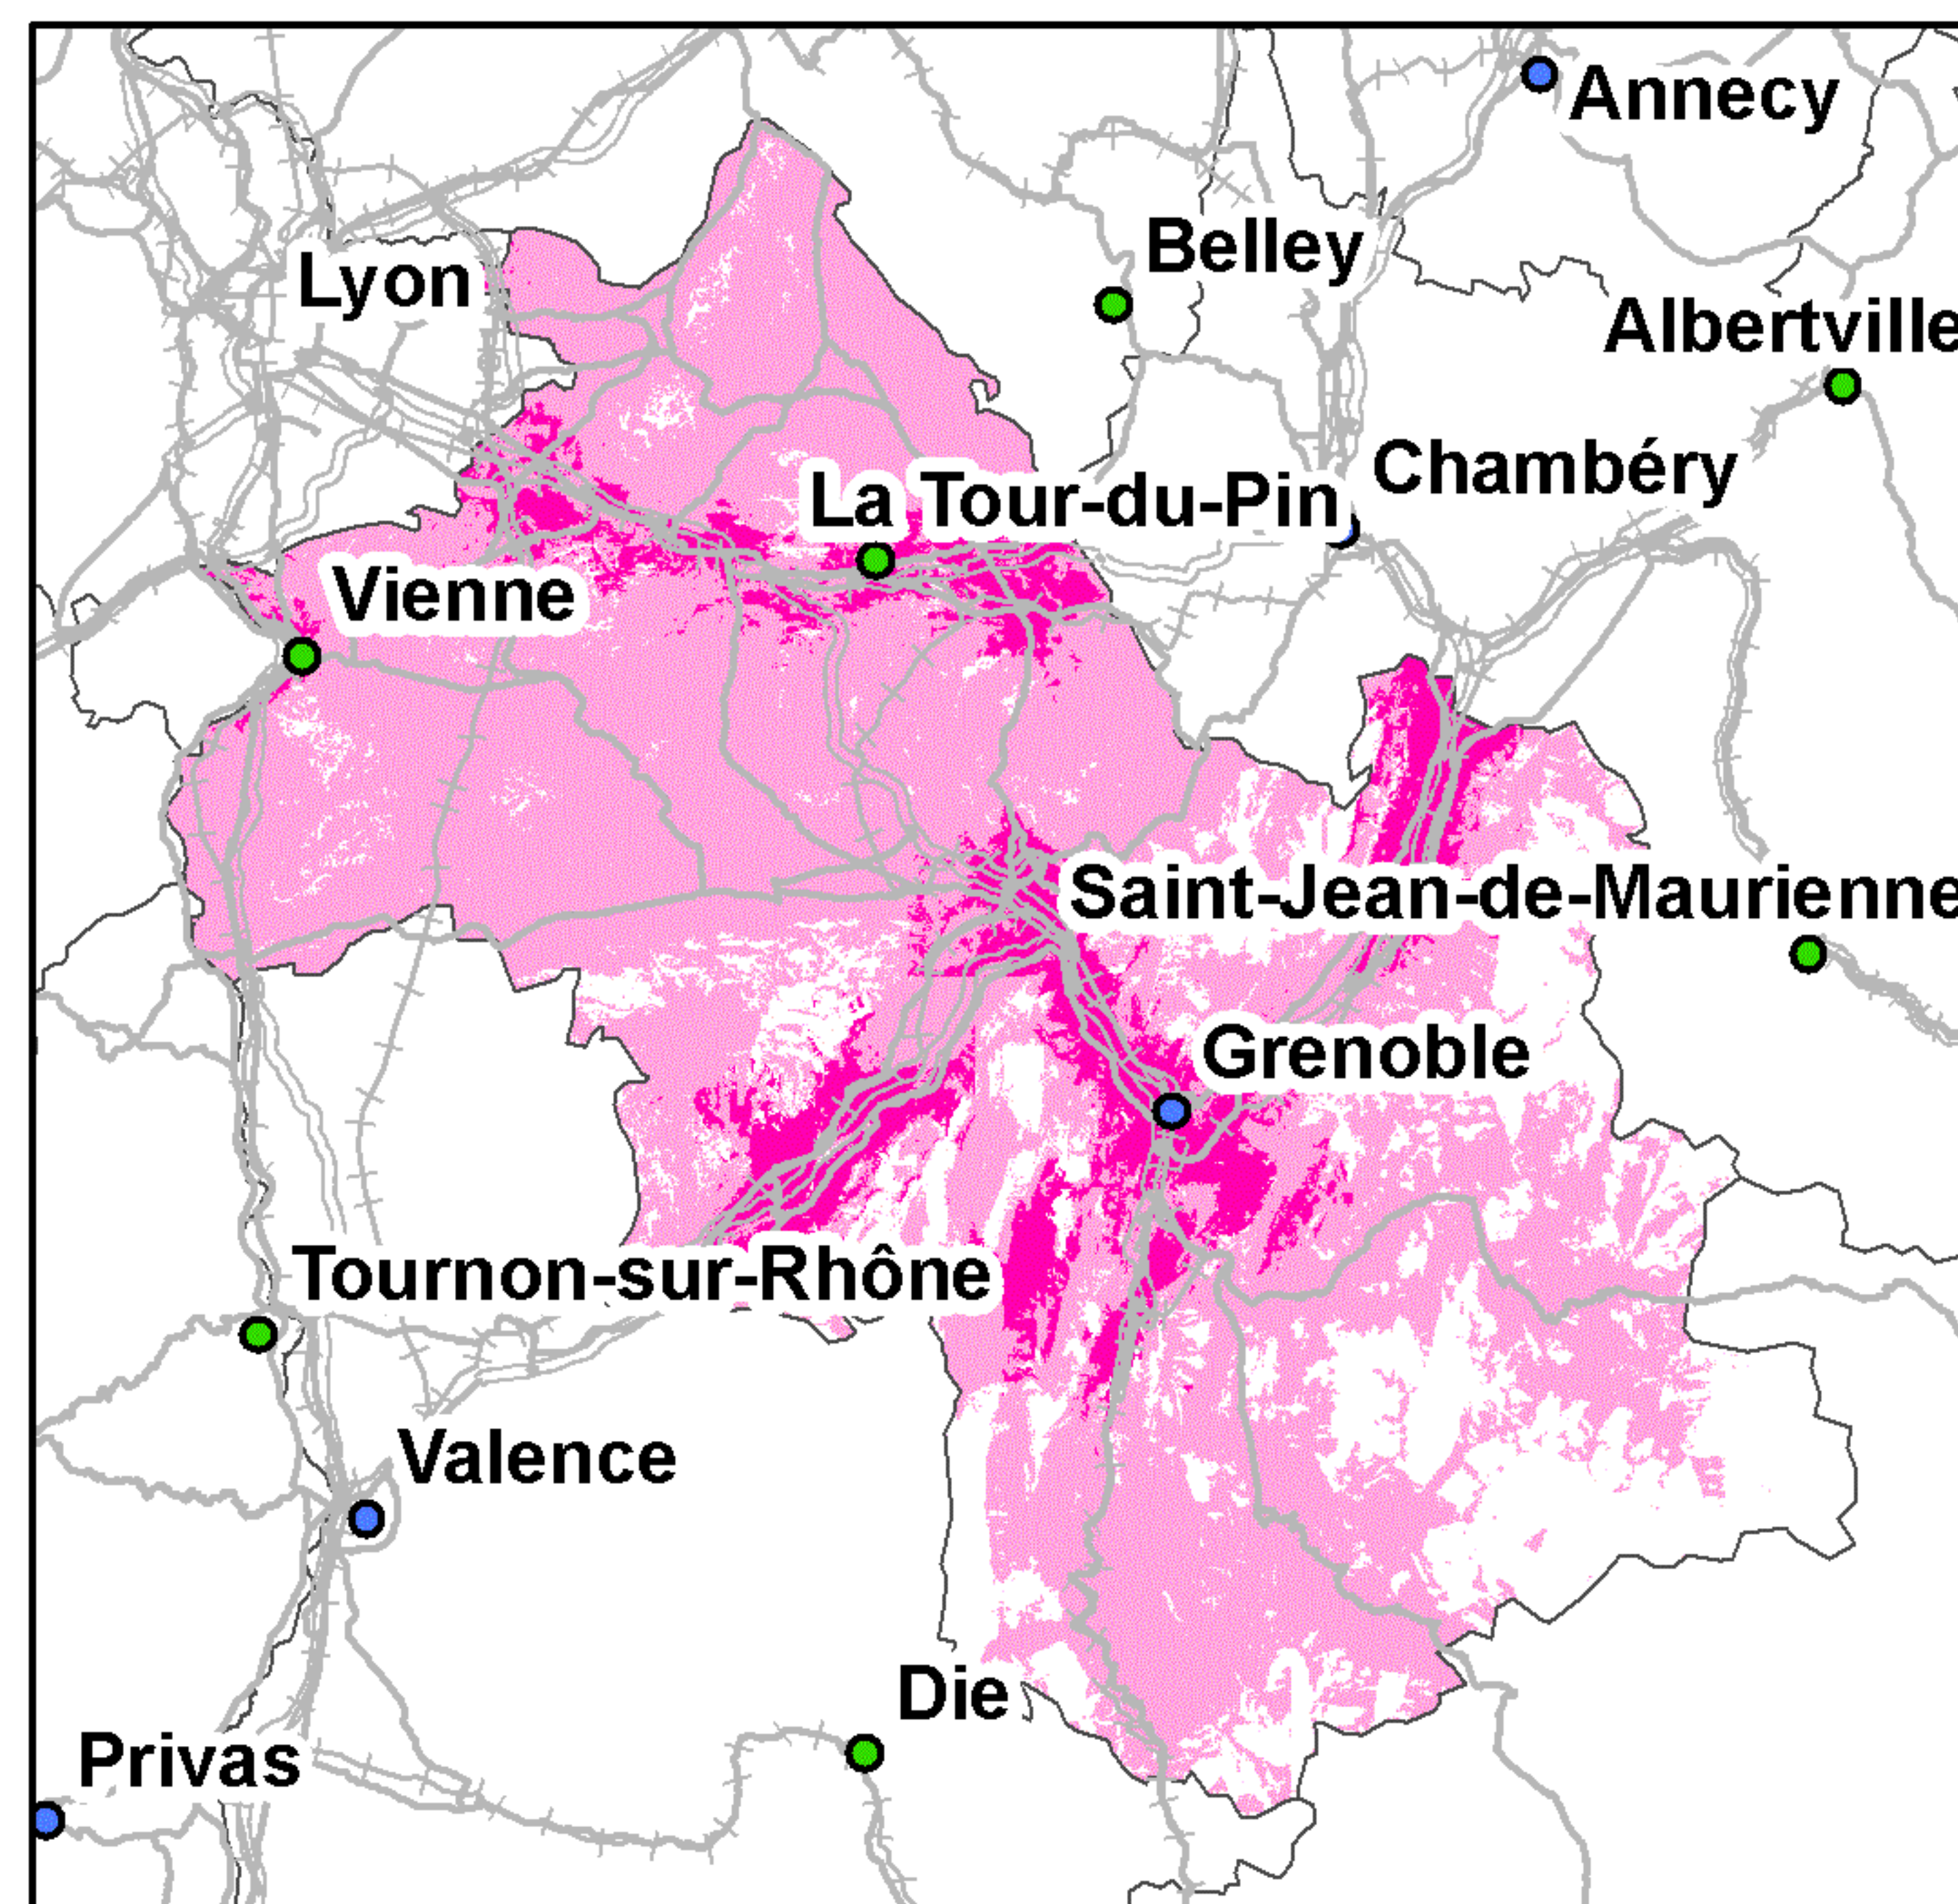 Annecy
Belley
Lyon
Albertville
Chambéry
La Tour-du-Pin
Vienne
Saint-Jean-de-Maurienne
Grenoble
Tournon-sur-Rhône
Valence
Die
Privas